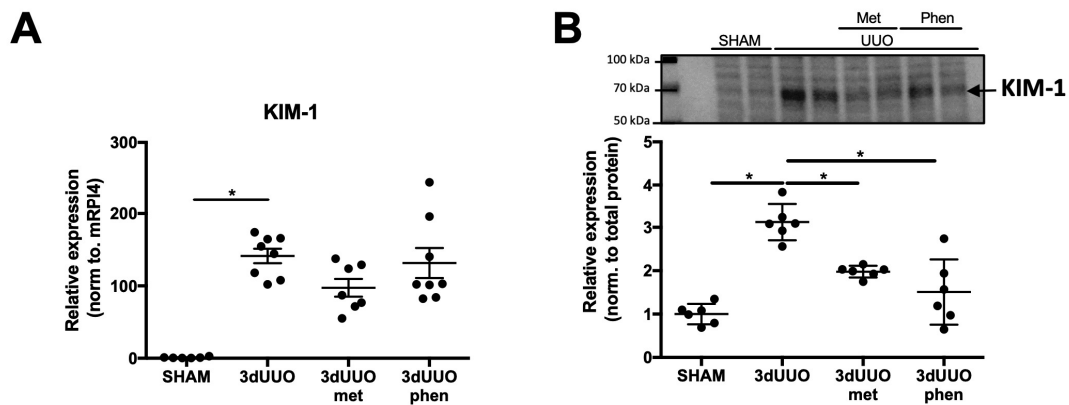 A
KIM-1
Relative expression
(norm to. mRPl4)
300
200
100
0
*
SHAM
3dUUO
3dUUO
met
3dUUO
phen
B
Met
Phen
SHAM
UUO
100 kDa
70 kDa
50 kDa
KIM-1
Relative expression
(norm. to total protein)
5
4
3
2
1
0
*
*
*
SHAM
3dUUO
3dUUO
met
3dUUO
phen